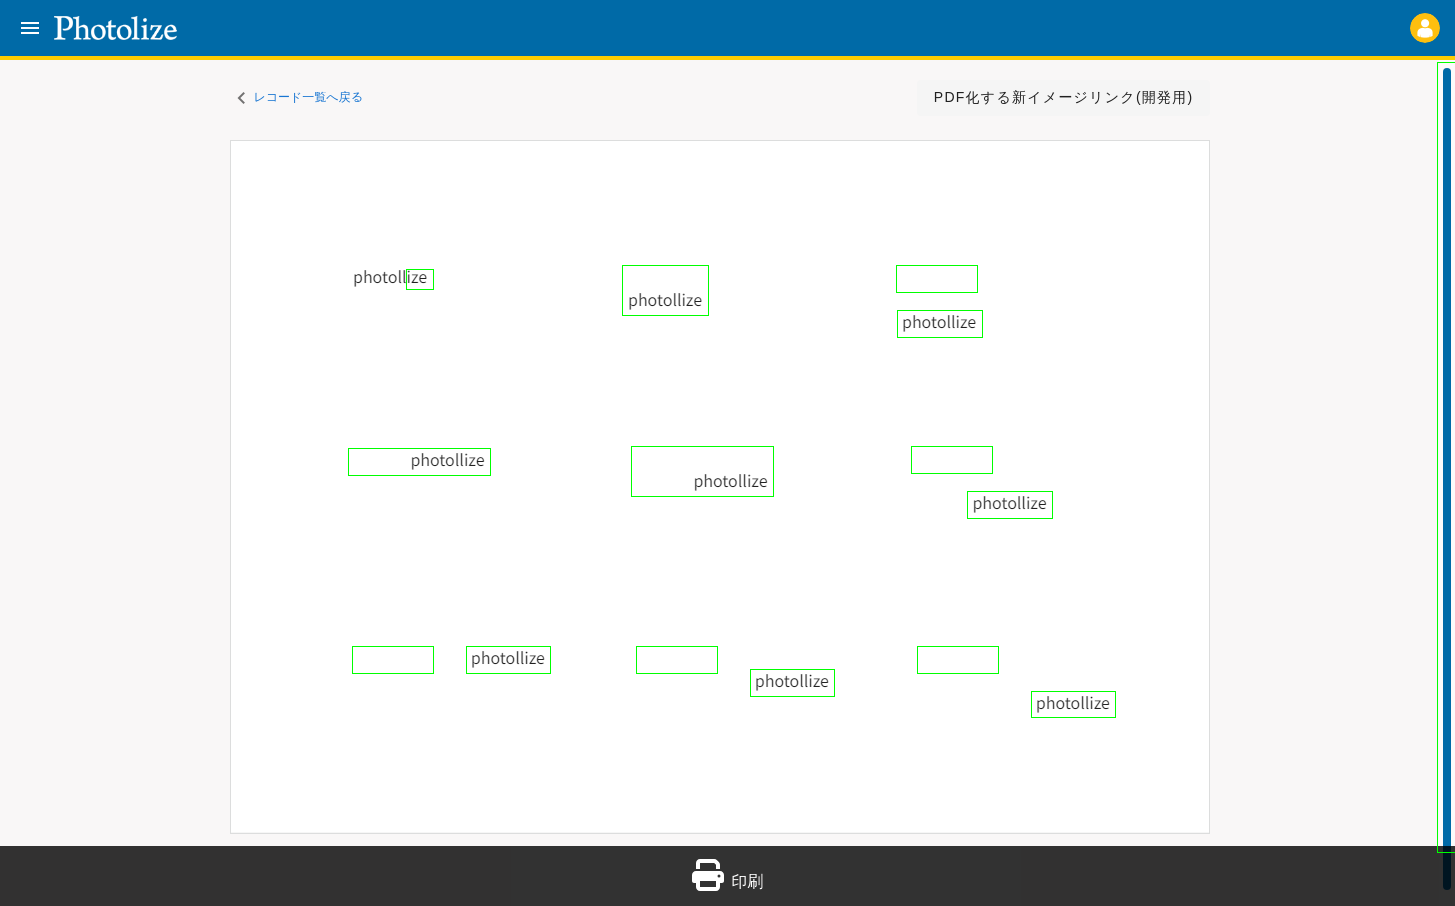 Photolize
レコード一覧へ戻る
PDF化する新イメージリンク(開発用)
photollize
photollize
photollize
photollize
photollize
photollize
photollize
photollize
photollize
印刷